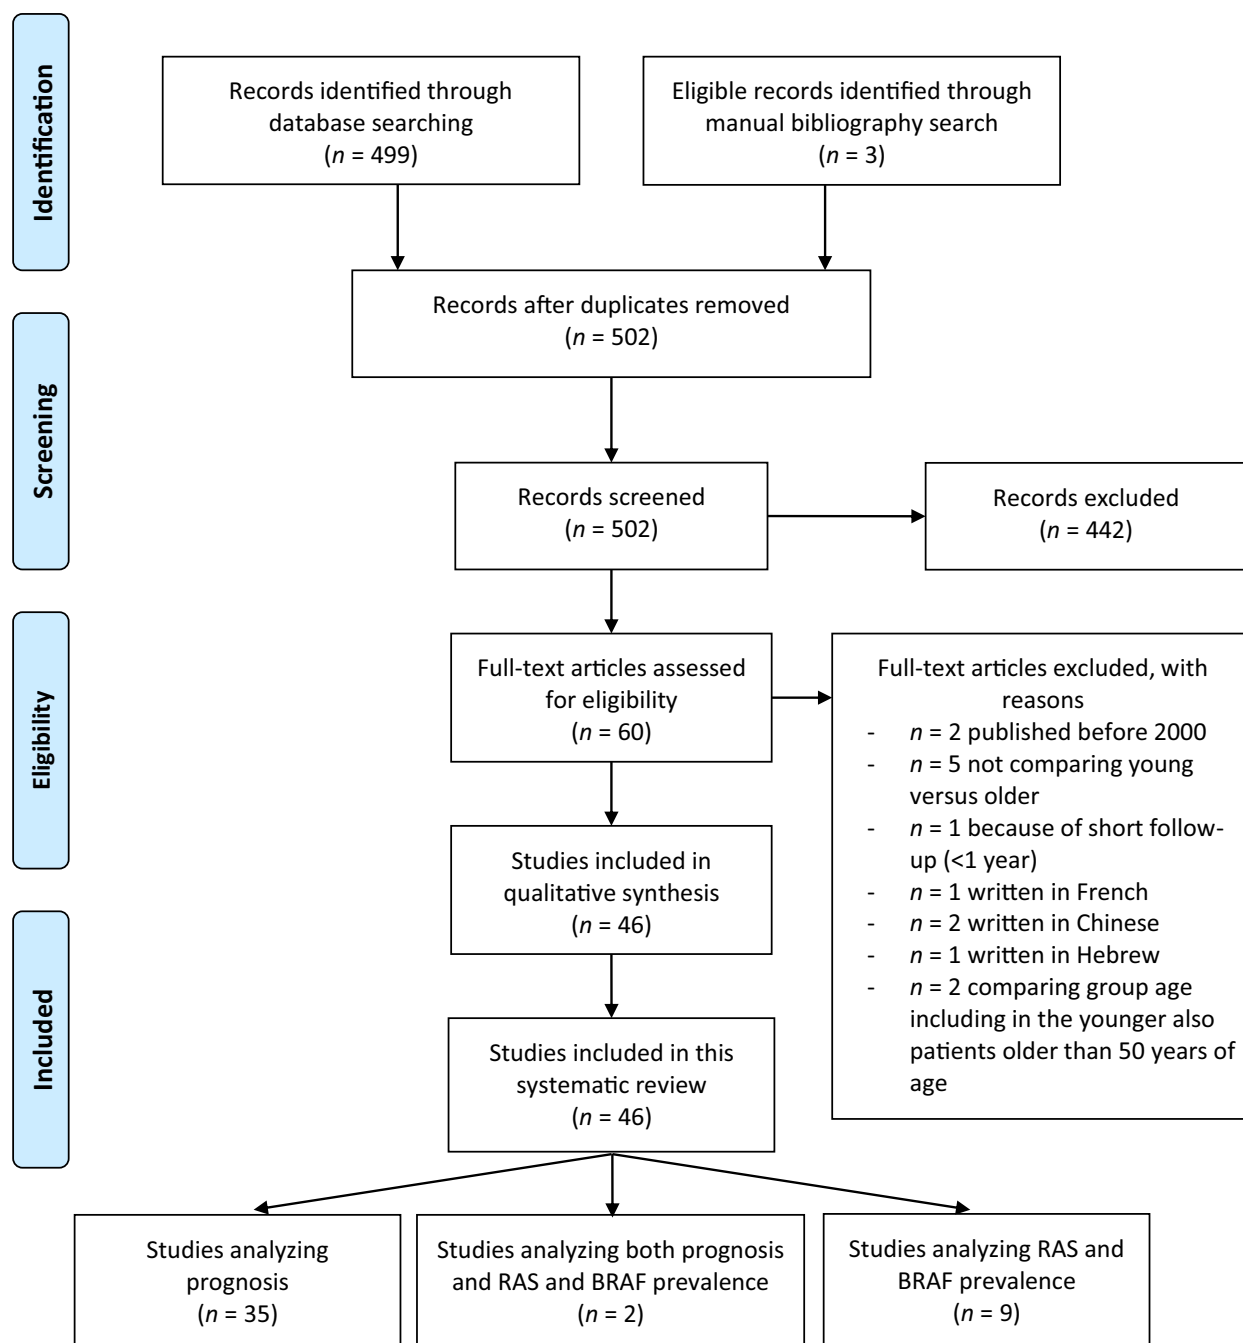 Identification
Records identified through
database searching
(n = 499)
Eligible records identified through
manual bibliography search
(n = 3)
Records after duplicates removed
(n = 502)
Screening
Records screened
(n = 502)
Records excluded
(n = 442)
Eligibility
Full-text articles assessed
for eligibility
(n = 60)
Full-text articles excluded, with
reasons
- n = 2 published before 2000
- n = 5 not comparing young
versus older
- n = 1 because of short follow-
up (<1 year)
- n = 1 written in French
- n = 2 written in Chinese
- n = 1 written in Hebrew
- n = 2 comparing group age
including in the younger also
patients older than 50 years of
age
Studies included in
qualitative synthesis
(n = 46)
Included
Studies included in this
systematic review
(n = 46)
Studies analyzing
prognosis
(n = 35)
Studies analyzing both prognosis
and RAS and BRAF prevalence
(n = 2)
Studies analyzing RAS and
BRAF prevalence
(n = 9)